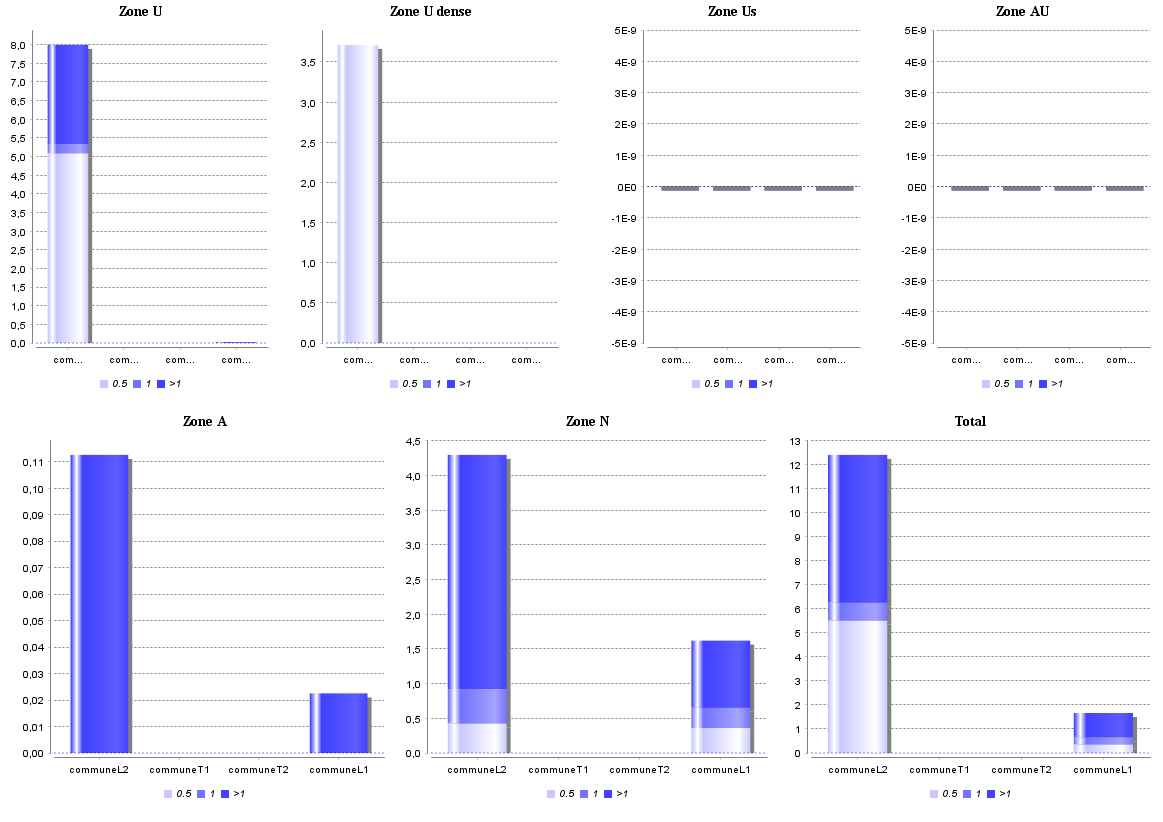 Zone U
8,0
7,5
7,0
6,5
6,0
5,5
5,0
4,5
4,0
3,5
3,0
2,5
2,0
1,5
1,0
0,5
0,0
com... com... com... com...
0.5 1 >1
Zone U dense
3,5
3,0
2,0
1,5
1,0
0,5
0,0
com... com... com... com...
0.5 1 >1
Zone Us
5E-9
4E-9
3E-9
2E-9
1E-9
0E0
-1E-9
-2E-9
-3E-9
-4E-9
-5E-9
com... com... com... com...
0.5 1 >1
Zone AU
5E-9
4E-9
3E-9
2E-9
1E-9
0E0
-1E-9
-2E-9
-3E-9
-4E-9
-5E-9
com... com... com... com...
0.5 1 >1
Zone A
0,11
0,10
0,09
0,08
0,07
0,06
0,05
0,04
0,03
0,02
0,01
0,00
communeL2 communeT1 communeT2 communeL1
0.5 1 >1
Zone N
4,5
4,0
3,5
3,0
2,5
2,0
1,5
1,0
0,5
0,0
communeL2 communeT1 communeT2 communeL1
0.5 1 >1
Total
13
12
11
10
9
8
7
6
5
4
3
2
1
0
communeL2 communeT1 communeT2 communeL1
0.5 1 >1